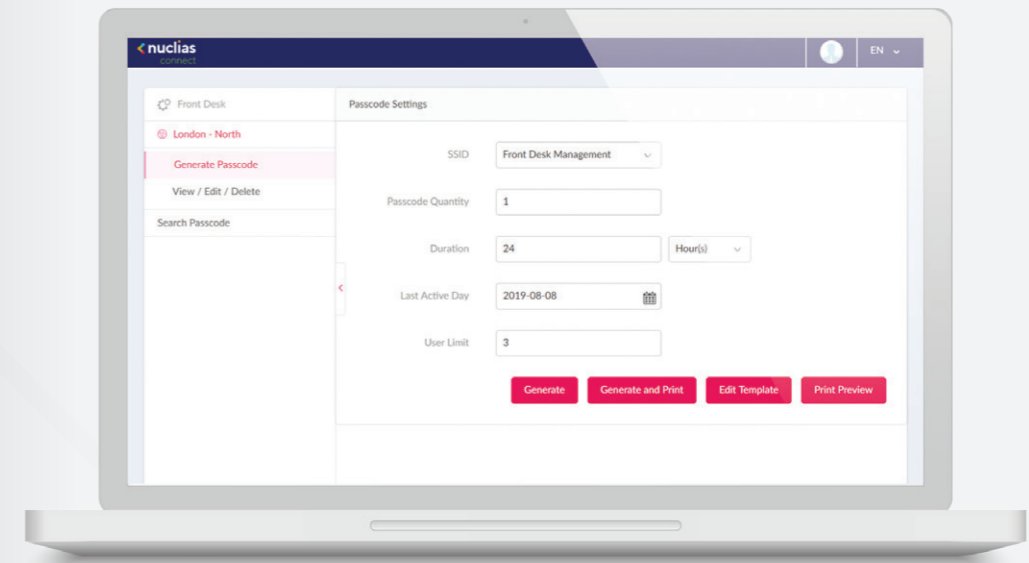 nuclias
connect
EN
Front Desk
London - North
Generate Passcode
View / Edit / Delete
Search Passcode
Passcode Settings
SSID
Front Desk Management
Passcode Quantity
1
Duration
24
Hour(s)
Last Active Day
2019-08-08
User Limit
3
Generate
Generate and Print
Edit Template
Print Preview